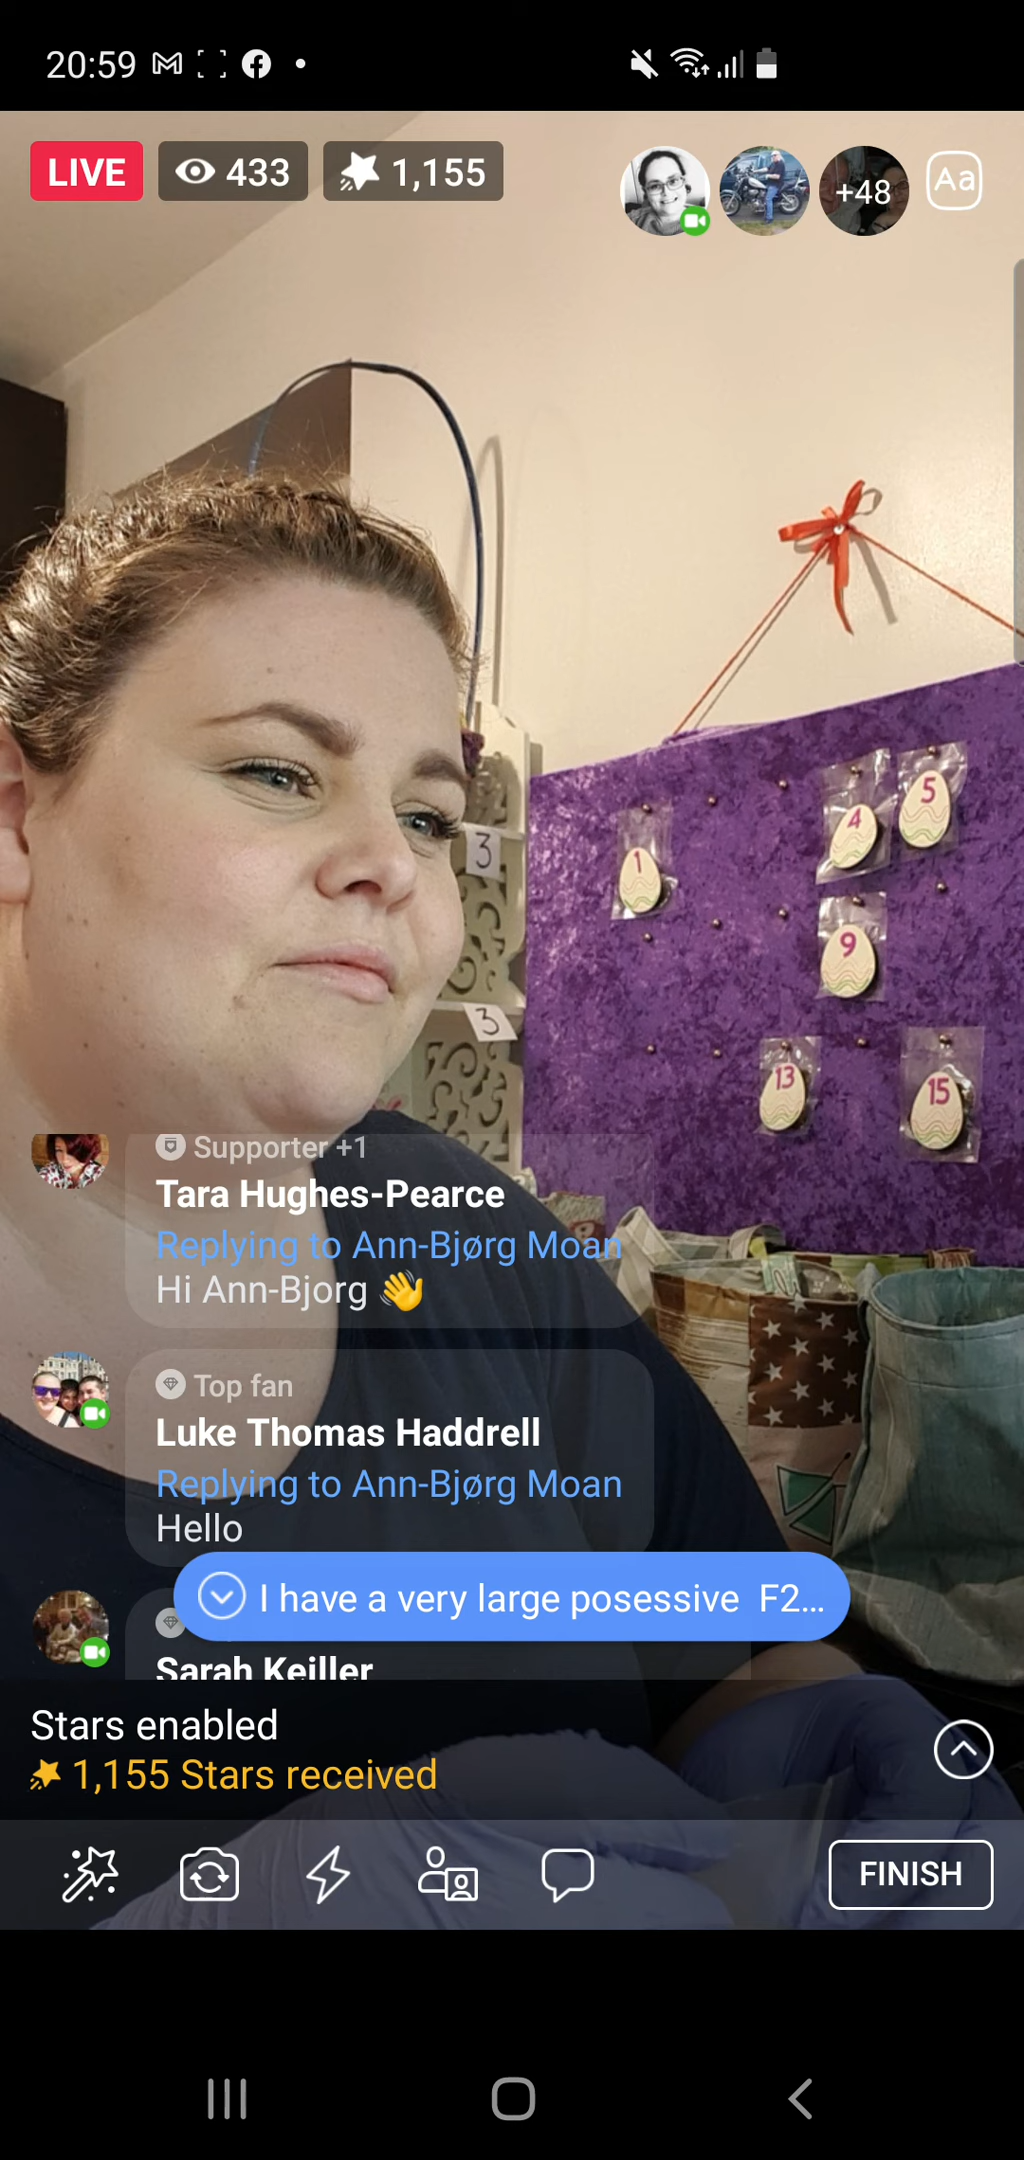 20:59
LIVE 433 1,155
+48 Aa
5
4
1
3
9
3
13
15
Supporter +1
Tara Hughes-Pearce
Replying to Ann-Bjørg Moan
Hi Ann-Bjorg 👋
Top fan
Luke Thomas Haddrell
Replying to Ann-Bjørg Moan
Hello
I have a very large posessive F2...
Sarah Keiller
Stars enabled
1,155 Stars received
FINISH